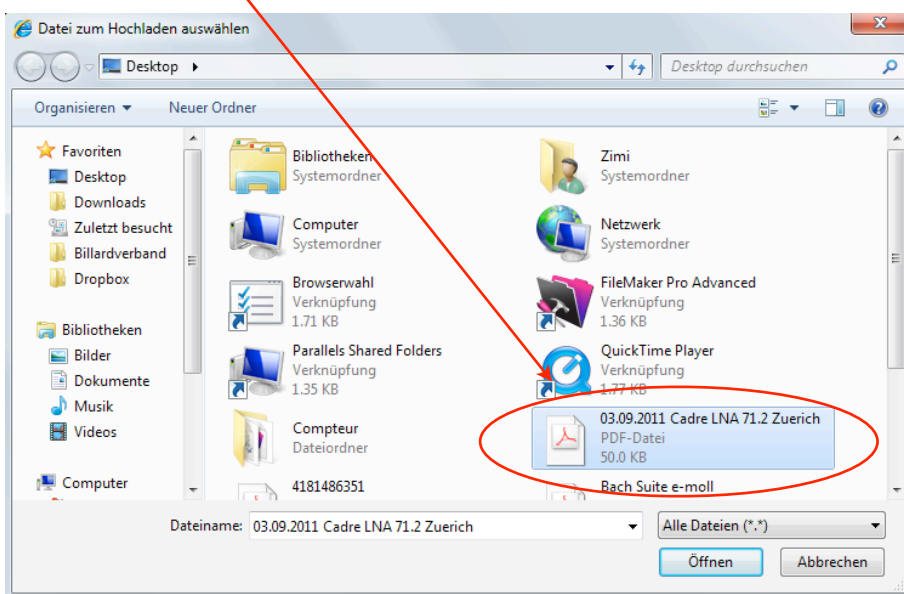 Datei zum Hochladen auswählen
Desktop
Desktop durchsuchen
Organisieren
Neuer Ordner
Favoriten
Desktop
Downloads
Zuletzt besucht
Billardverband
Dropbox
Bibliotheken
Bilder
Dokumente
Musik
Videos
Computer
Bibliotheken
Systemordner
Zimi
Systemordner
Computer
Systemordner
Netzwerk
Systemordner
Browserwahl
Verknüpfung
1.71 KB
FileMaker Pro Advanced
Verknüpfung
1.36 KB
Parallels Shared Folders
Verknüpfung
1.35 KB
QuickTime Player
Verknüpfung
1.77 KB
Compteur
Dateiordner
03.09.2011 Cadre LNA 71.2 Zuerich
PDF-Datei
50.0 KB
4181486351
Bach Suite e-moll
Dateiname: 03.09.2011 Cadre LNA 71.2 Zuerich
Alle Dateien (*.*)
Öffnen
Abbrechen